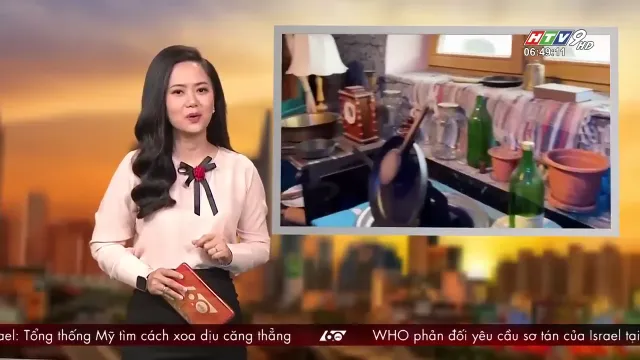 HTV9 HD
06:49:11
ael: Tổng thống Mỹ tìm cách xoa dịu căng thẳng
WHO phản đối yêu cầu sơ tán của Israel tại